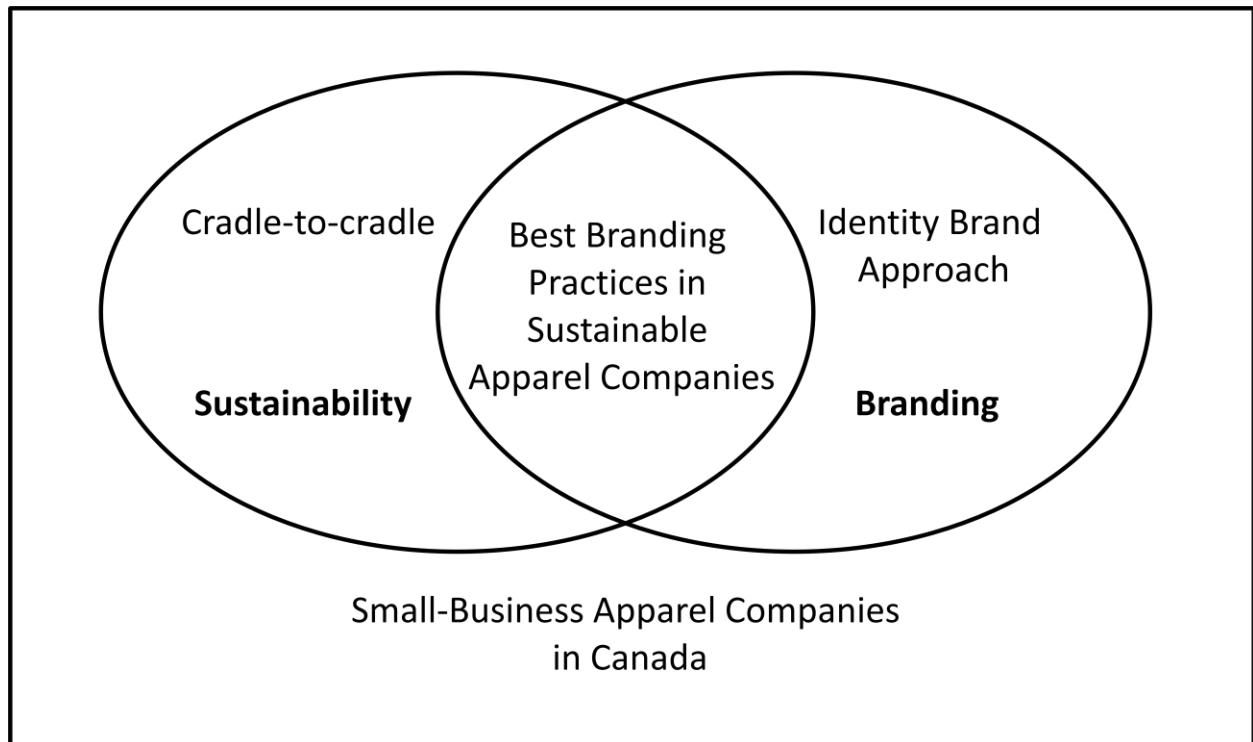 Cradle-to-cradle
Sustainability
Best Branding
Practices in
Sustainable
Apparel Companies
Identity Brand
Approach
Branding
Small-Business Apparel Companies
in Canada